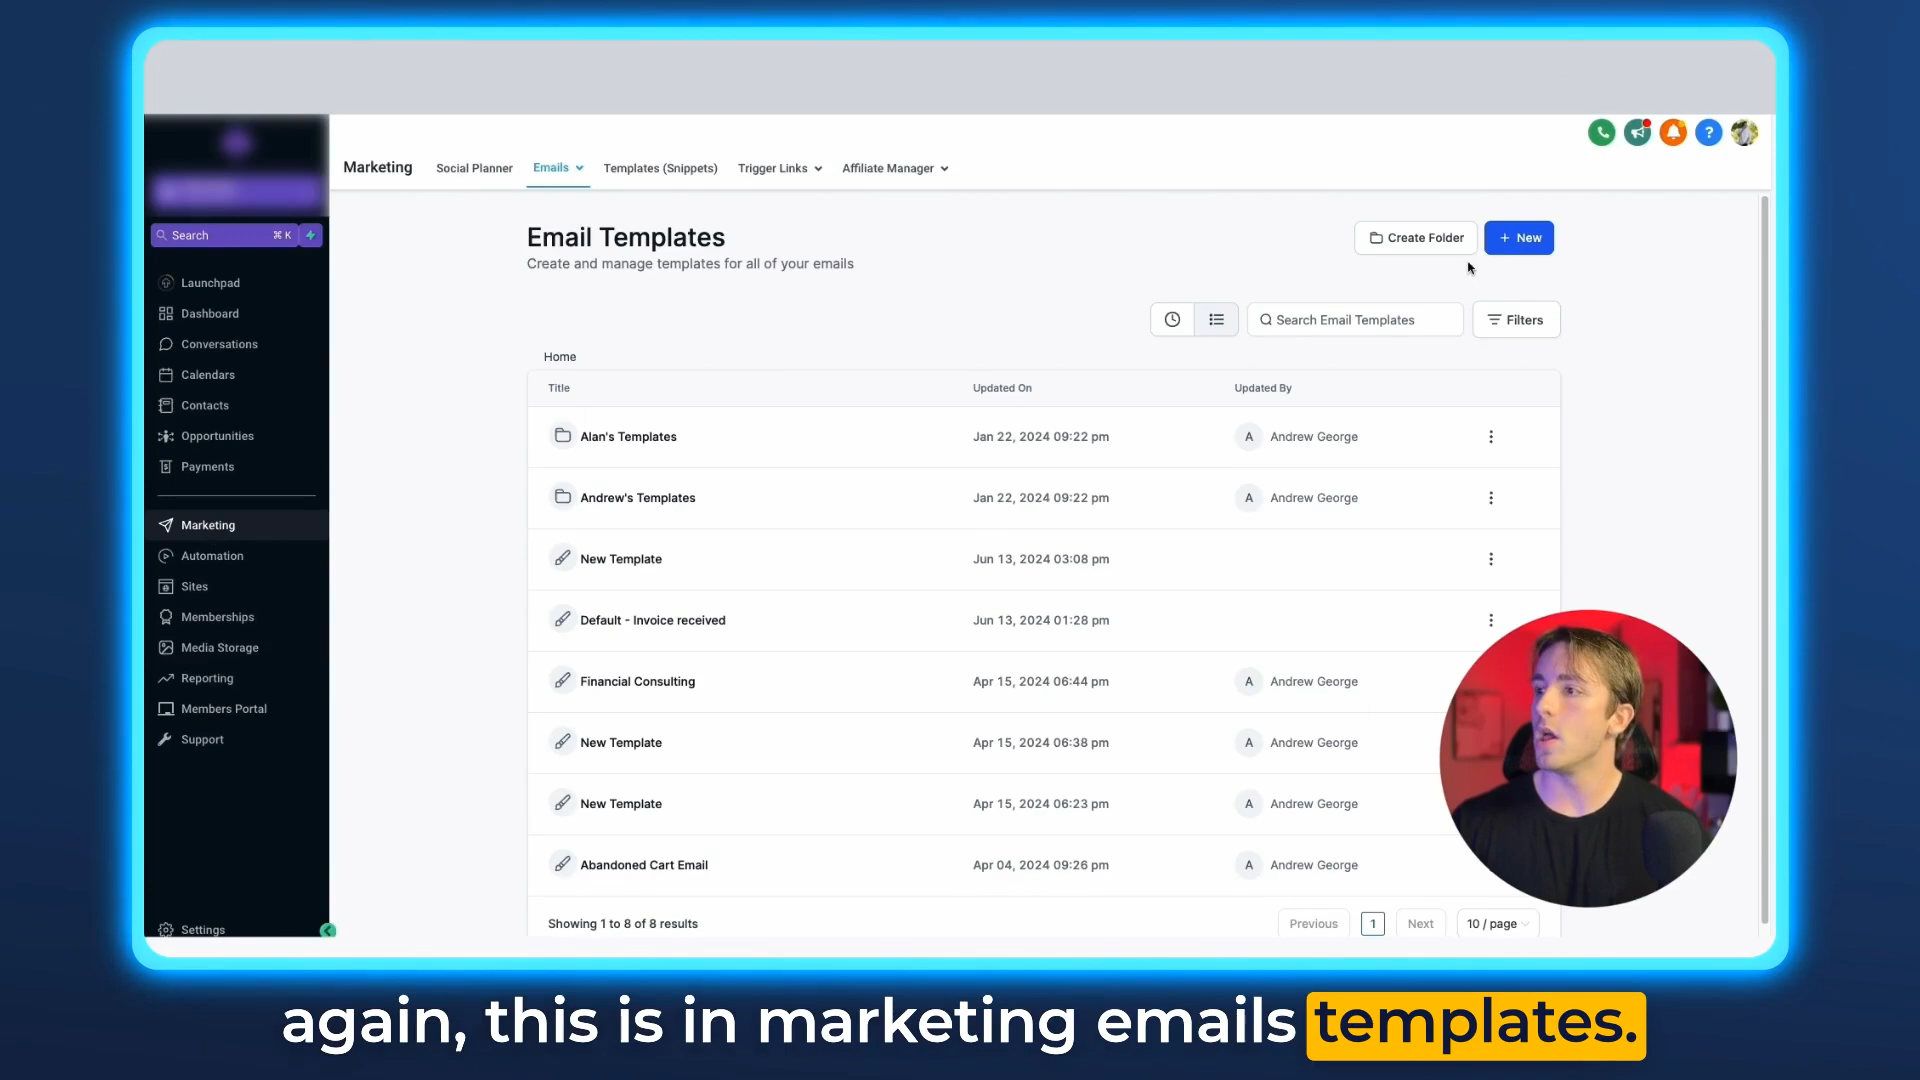 Marketing
Social Planner
Emails
Templates (Snippets)
Trigger Links
Affiliate Manager
?
Search
⌘ K
Launchpad
Dashboard
Conversations
Calendars
Contacts
Opportunities
Payments
Marketing
Automation
Sites
Memberships
Media Storage
Reporting
Members Portal
Support
Settings
Email Templates
Create and manage templates for all of your emails
Create Folder
+ New
Search Email Templates
Filters
Home
Title Updated On Updated By
Alan's Templates Jan 22, 2024 09:22 pm A Andrew George
Andrew's Templates Jan 22, 2024 09:22 pm A Andrew George
New Template Jun 13, 2024 03:08 pm
Default - Invoice received Jun 13, 2024 01:28 pm
Financial Consulting Apr 15, 2024 06:44 pm A Andrew George
New Template Apr 15, 2024 06:38 pm A Andrew George
New Template Apr 15, 2024 06:23 pm A Andrew George
Abandoned Cart Email Apr 04, 2024 09:26 pm A Andrew George
Showing 1 to 8 of 8 results
Previous 1 Next 10 / page
again, this is in marketing emails templates.